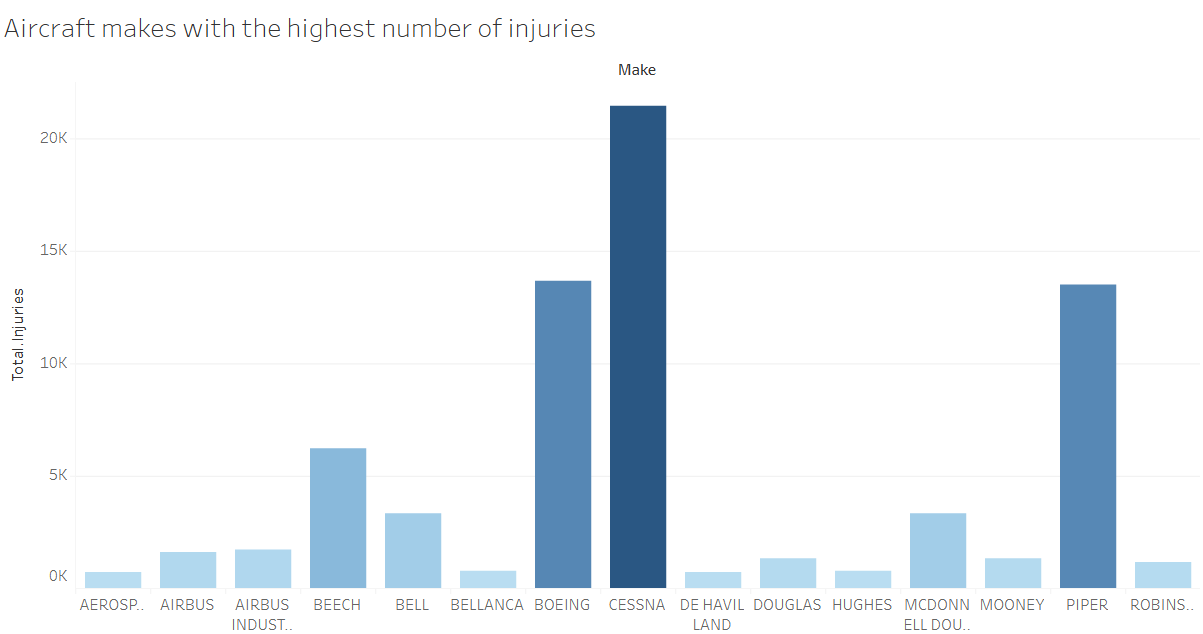 Aircraft makes with the highest number of injuries
Make
20K
15K
10K
5K
0K
Total.Injuries
AEROSP..
AIRBUS
AIRBUS
INDUST..
BEECH
BELL
BELLANCA
BOEING
CESSNA
DE HAVIL
LAND
DOUGLAS
HUGHES
MCDONN
ELL DOU..
MOONEY
PIPER
ROBINS..